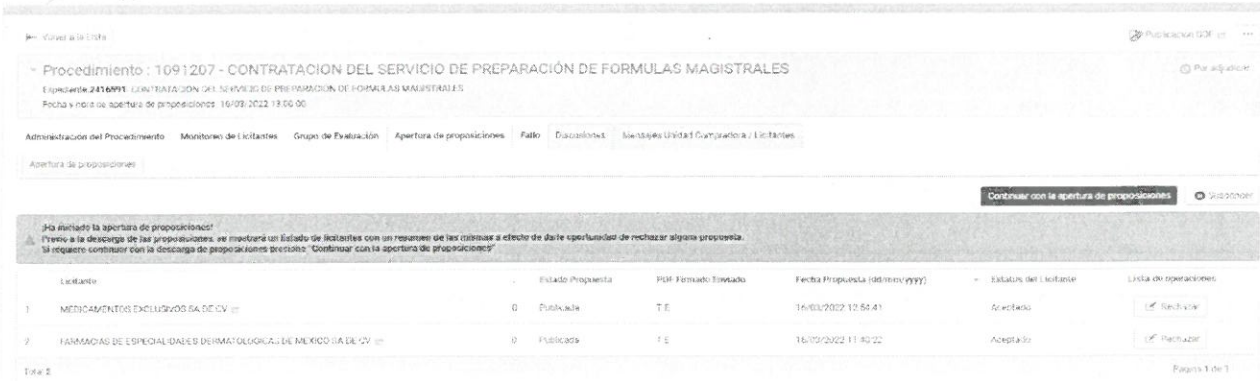 Volver a la Lista
Publicación DOF ...
Procedimiento : 1091207 - CONTRATACION DEL SERVICIO DE PREPARACIÓN DE FORMULAS MAGISTRALES
Por adjudicar
Expediente 2416991 CONTRATACION DEL SERVICIO DE PREPARACION DE FORMULAS MAGISTRALES
Fecha y hora de apertura de proposiciones: 16/03/2022 13:00:00
Administración del Procedimiento Monitoreo de Licitantes Grupo de Evaluación Apertura de proposiciones Fallo Discusiones Mensajes Unidad Compradora / Licitantes
Apertura de proposiciones
Continuar con la apertura de proposiciones Suspender
¡Ha iniciado la apertura de proposiciones!
Previo a la descarga de las proposiciones, se mostrará un Listado de licitantes con un resumen de las mismas a efecto de darle oportunidad de rechazar alguna propuesta.
Si requiere continuar con la descarga de proposiciones presione "Continuar con la apertura de proposiciones"
Licitante Estado Propuesta PDF Firmado Enviado Fecha Propuesta (dd/mm/yyyy) Estatus del Licitante Lista de operaciones
1 MEDICAMENTOS EXCLUSIVOS SA DE CV 0 Publicada T E 16/03/2022 12:54:41 Aceptado Rechazar
2 FARMACIAS DE ESPECIALIDADES DERMATOLOGICAS DE MEXICO SA DE CV 0 Publicada T E 16/03/2022 Aceptado Rechazar
Total 2 Página 1 de 1